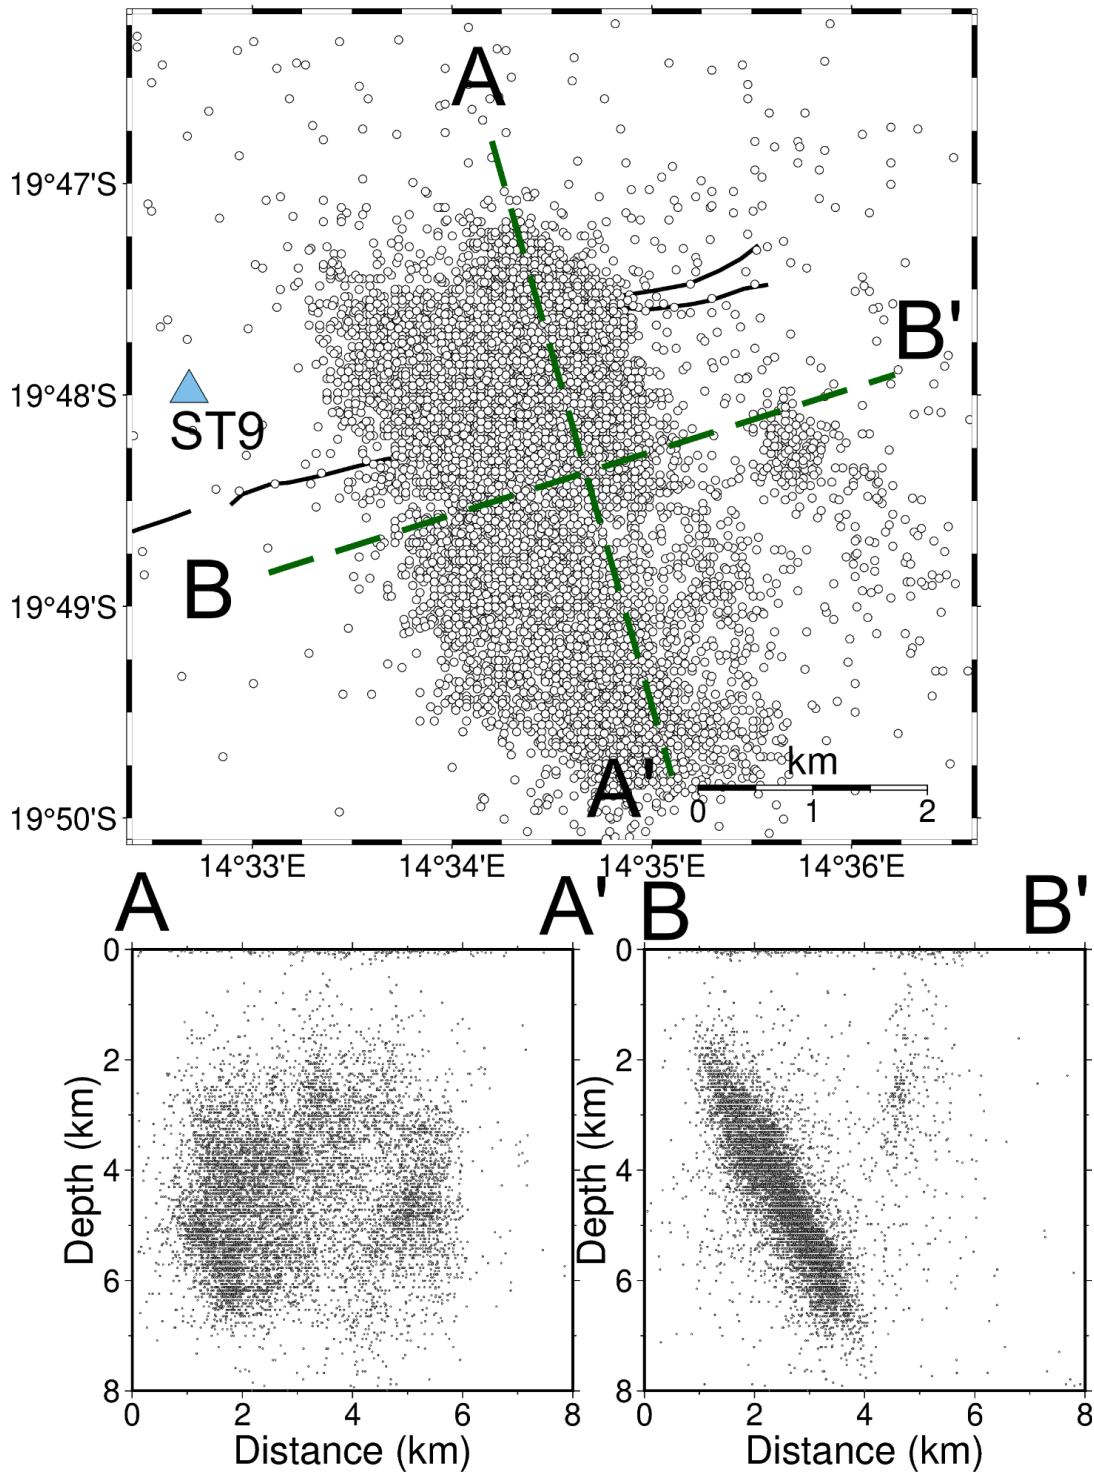 A
19°47'S
B'
19°48'S
ST9
B
19°49'S
km
A'
0 1 2
19°50'S
14°33'E 14°34'E 14°35'E 14°36'E
A A' B B'
0 0
2 2
Depth (km) Depth (km)
4 4
6 6
8 8
0 2 4 6 8 0 2 4 6 8
Distance (km) Distance (km)